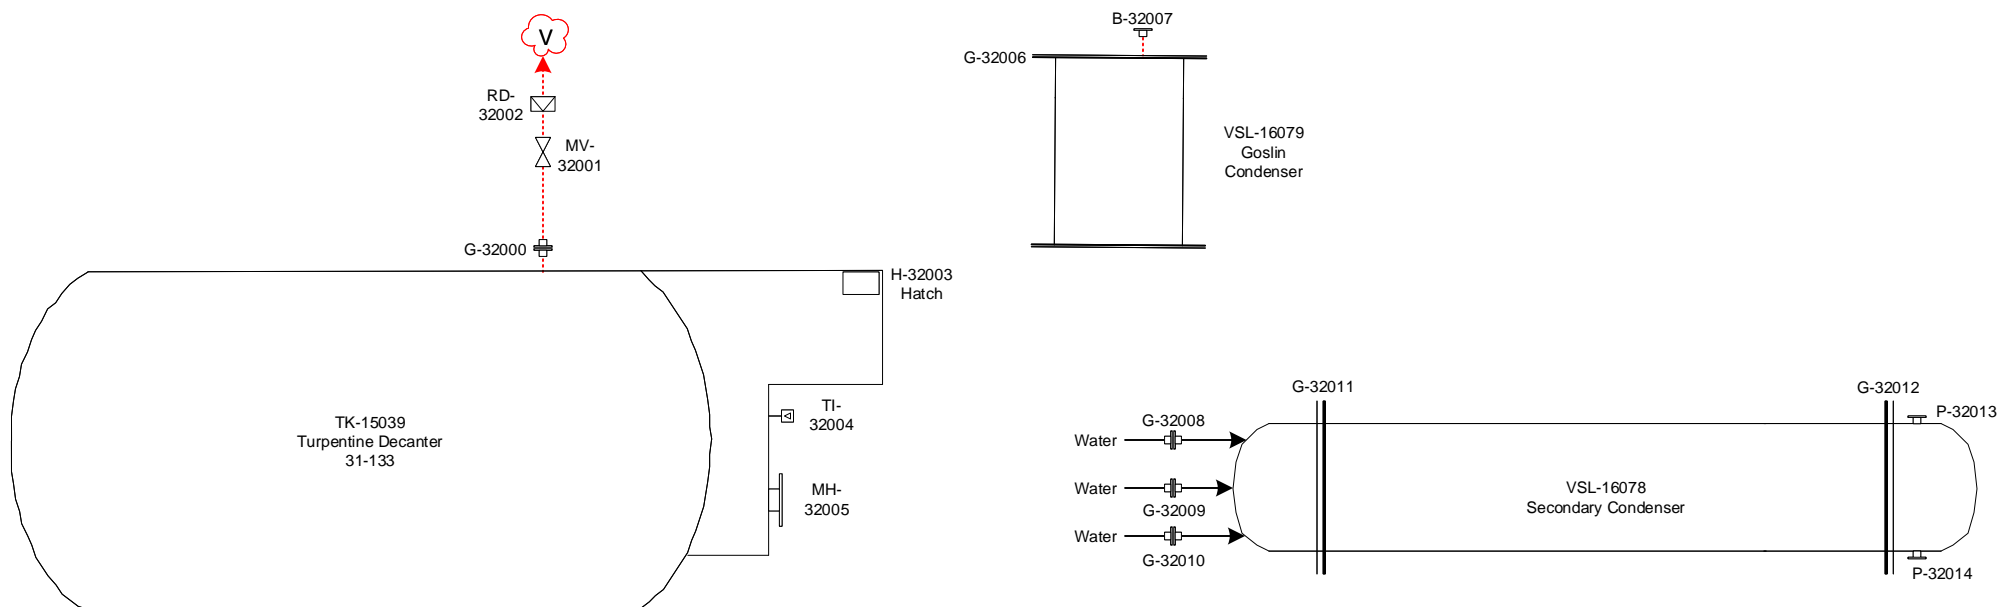 V
RD-
32002
MV-
32001
G-32000
H-32003
Hatch
TK-15039
Turpentine Decanter
31-133
TI-
32004
MH-
32005
B-32007
G-32006
VSL-16079
Goslin
Condenser
G-32011
G-32012
G-32008
P-32013
Water
Water
G-32009
VSL-16078
Secondary Condenser
Water
G-32010
P-32014